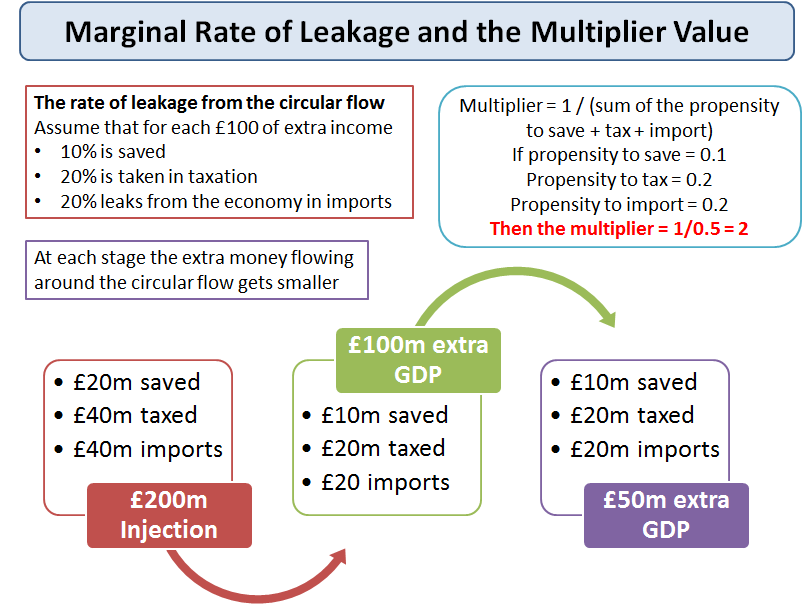 Marginal Rate of Leakage and the Multiplier Value
The rate of leakage from the circular flow
Assume that for each £100 of extra income
• 10% is saved
• 20% is taken in taxation
• 20% leaks from the economy in imports
Multiplier = 1 / (sum of the propensity
to save + tax + import)
If propensity to save = 0.1
Propensity to tax = 0.2
Propensity to import = 0.2
Then the multiplier = 1/0.5 = 2
At each stage the extra money flowing
around the circular flow gets smaller
• £20m saved
• £40m taxed
• £40m imports
£200m
Injection
£100m extra
GDP
• £10m saved
• £20m taxed
• £20 imports
• £10m saved
• £20m taxed
• £20m imports
£50m extra
GDP